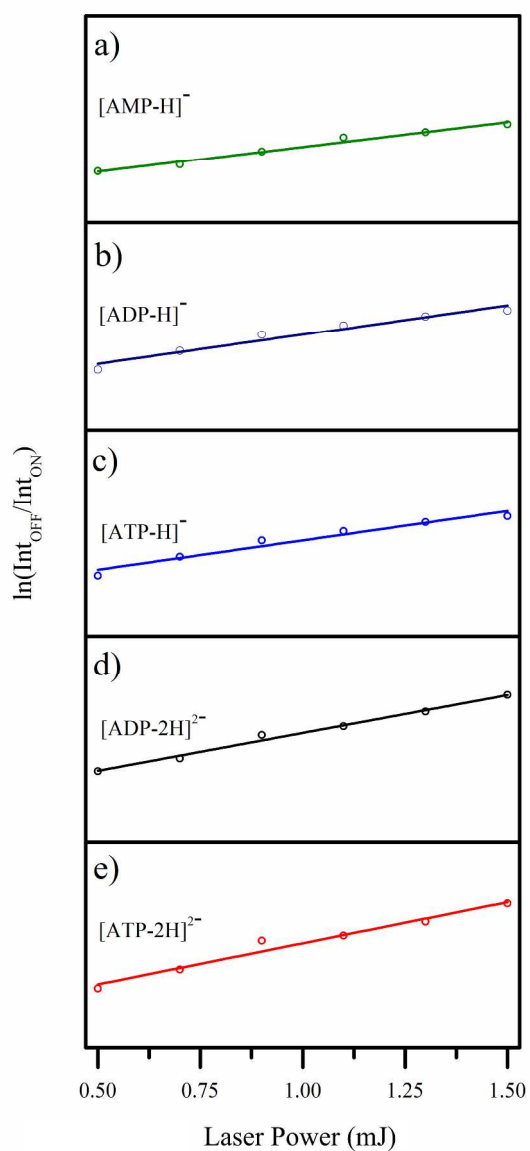 a)
[AMP-H]⁻
b)
[ADP-H]⁻
c)
[ATP-H]⁻
d)
[ADP-2H]²⁻
e)
[ATP-2H]²⁻
ln(Int_OFF/Int_ON)
0.50 0.75 1.00 1.25 1.50
Laser Power (mJ)